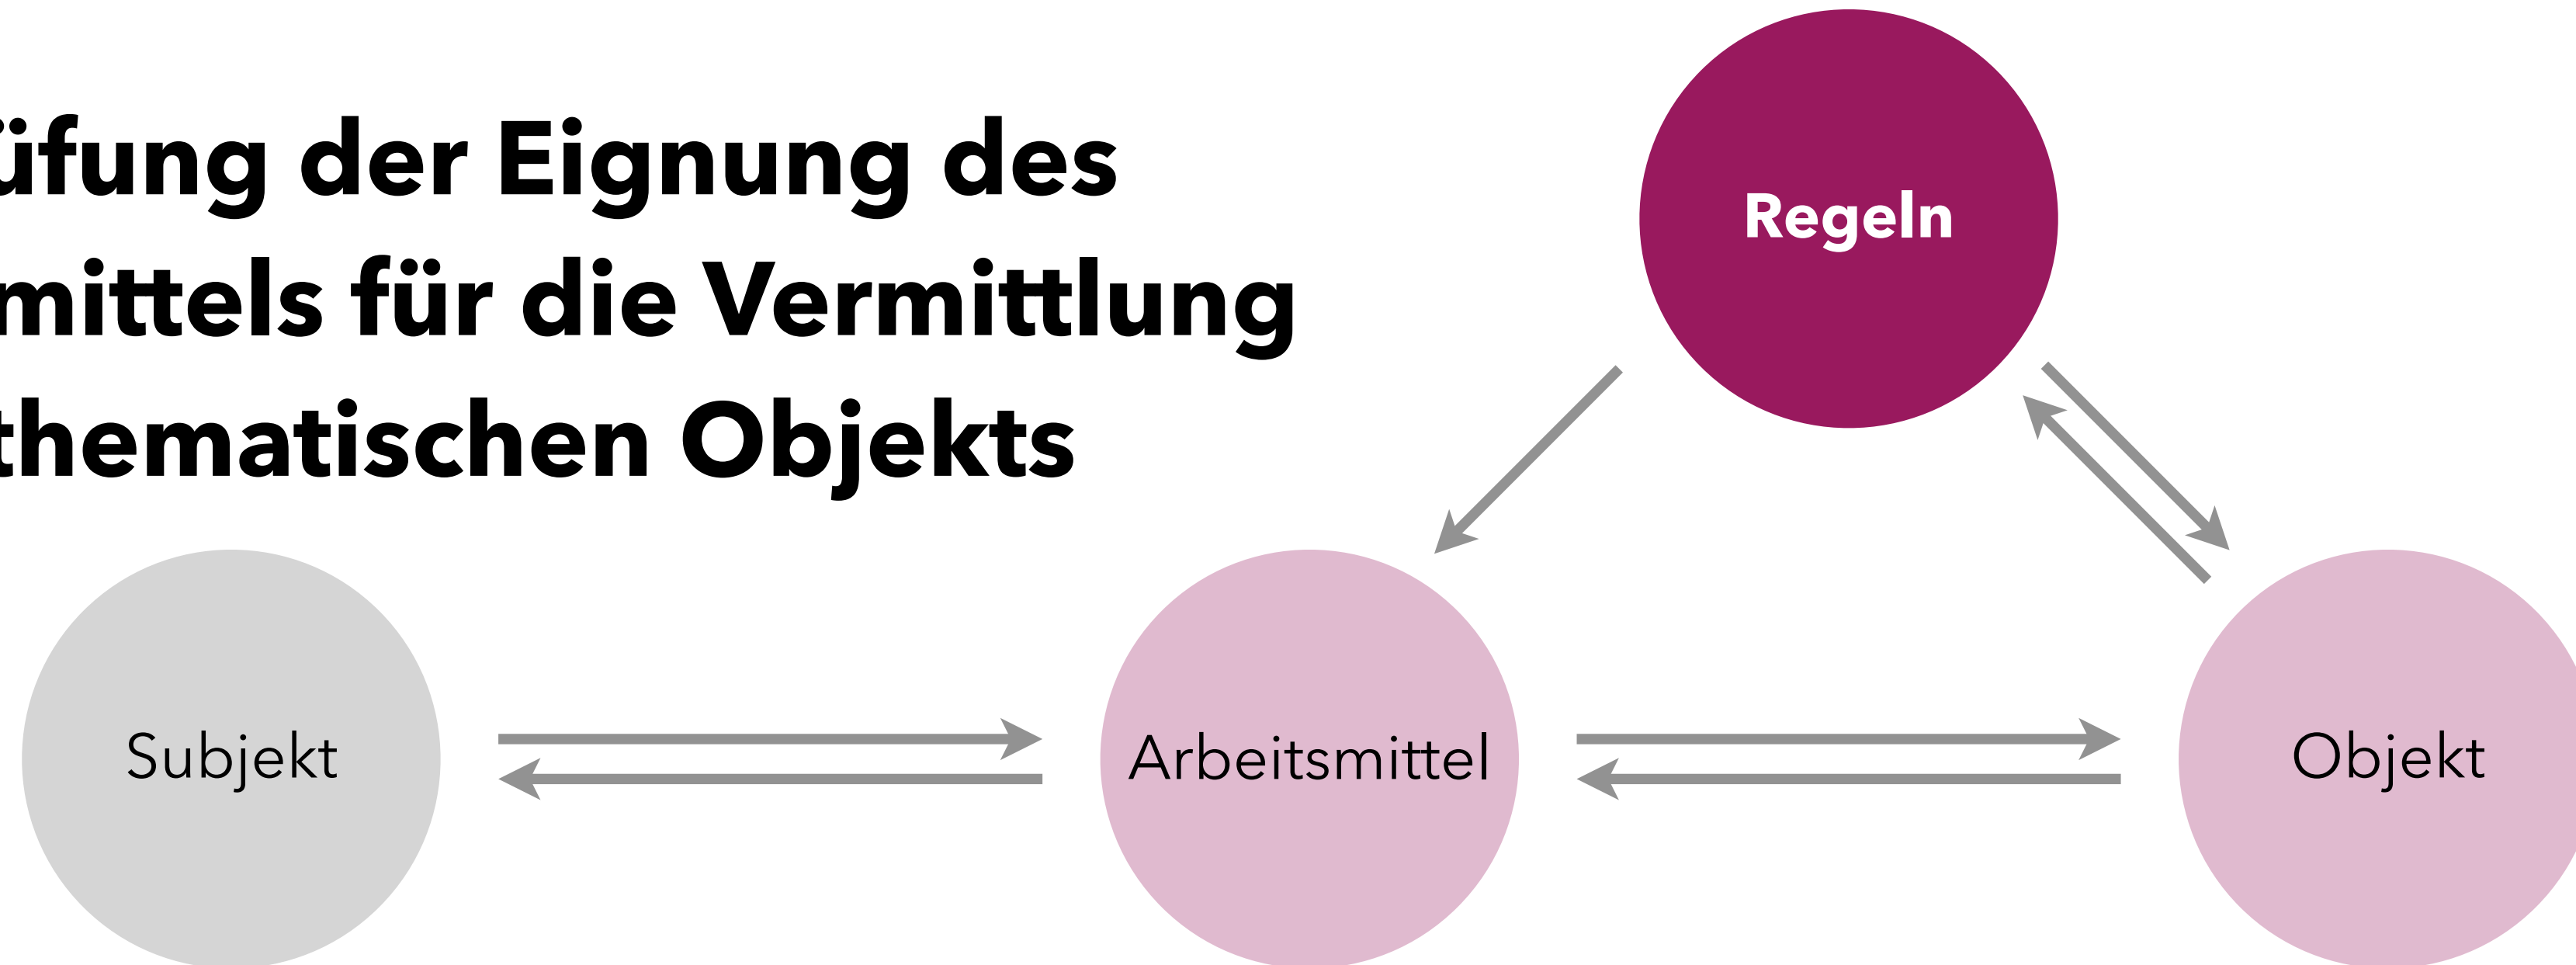 üfung der Eignung des
mittels für die Vermittlung
thematischen Objekts
Regeln
Subjekt
Arbeitsmittel
Objekt